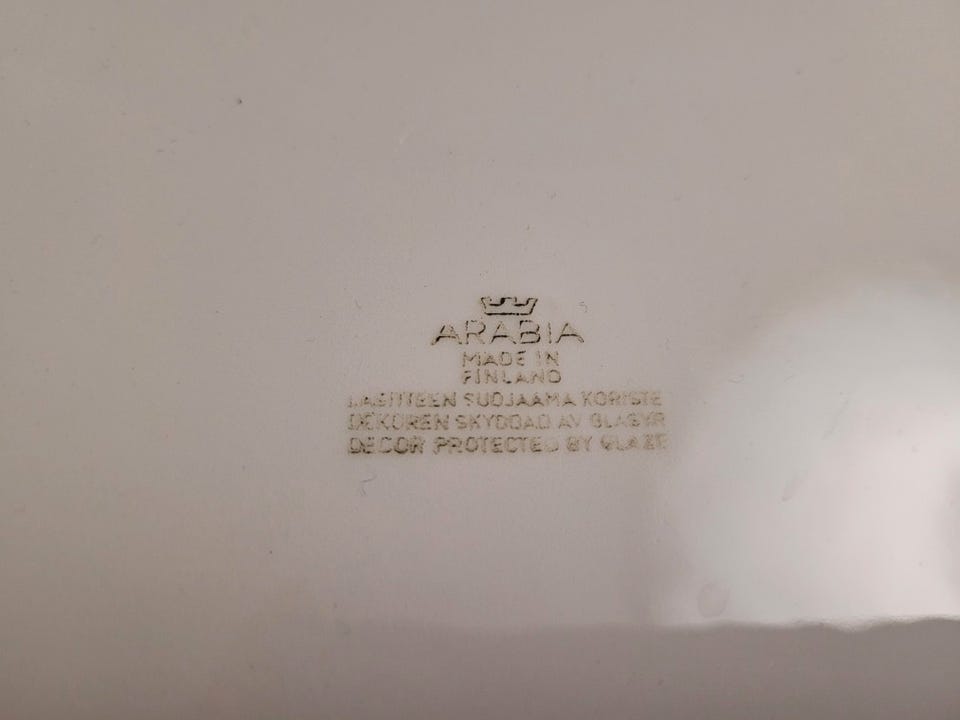 ARABIA
MADE IN
FINLAND
LASITTEEN SUOJAAMA KORISTE
DEKOREN SKYDDAD AV GLASYR
DECOR PROTECTED BY GLAZE